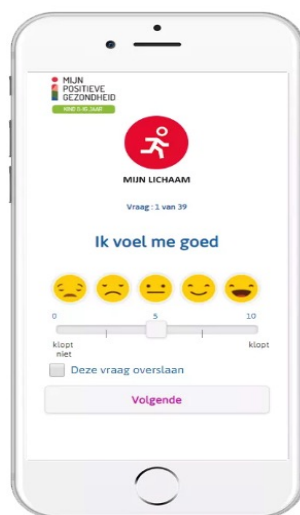 MIJN
POSITIEVE
GEZONDHEID
KIND 8-16 JAAR
MIJN LICHAAM
Vraag : 1 van 39
Ik voel me goed
0 5 10
klopt niet
klopt
Deze vraag overslaan
Volgende